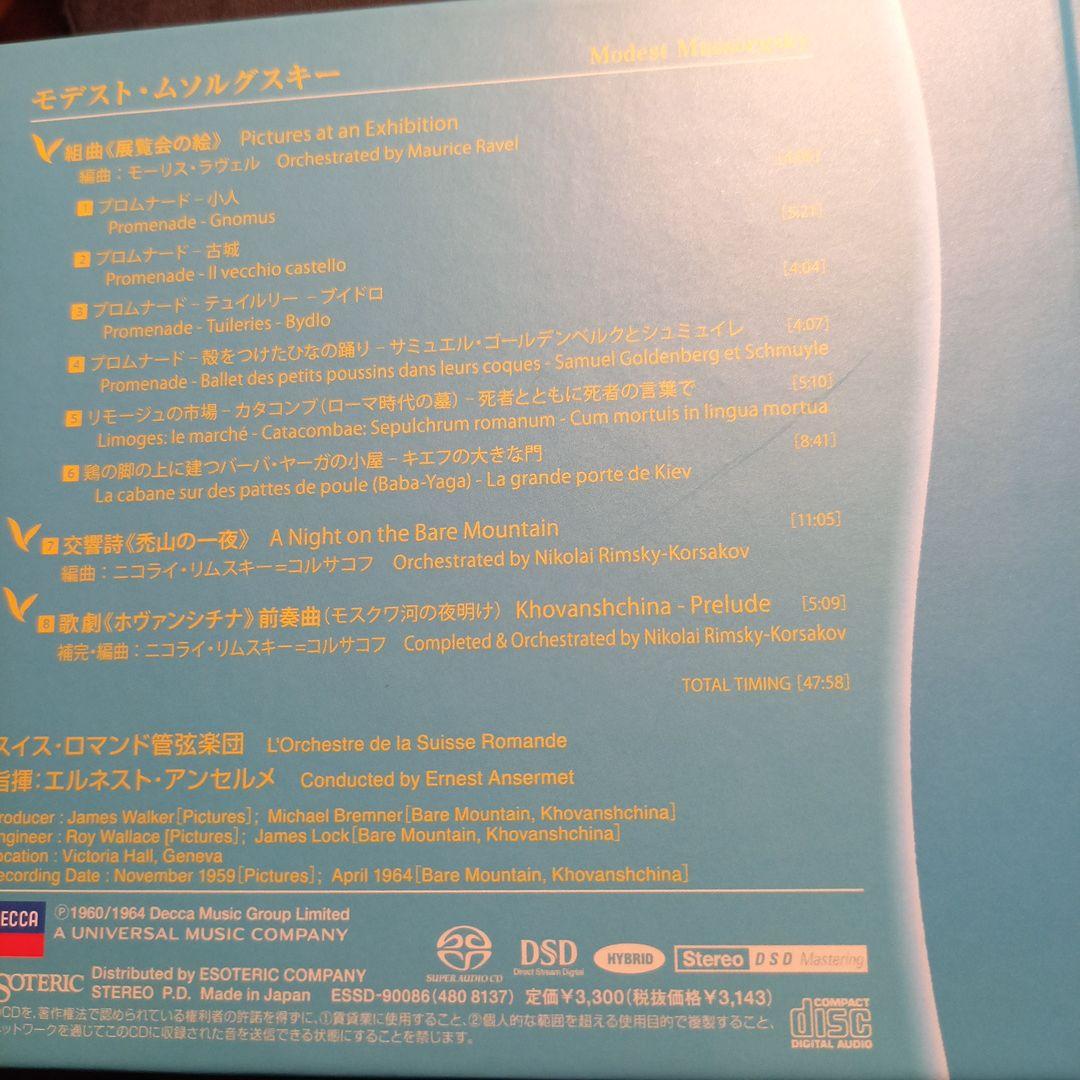 モデスト・ムソルグスキー Modest Mussorgsky
組曲《展覧会の絵》 Pictures at an Exhibition
編曲：モーリス・ラヴェル Orchestrated by Maurice Ravel
1 プロムナード－小人
Promenade - Gnomus
2 プロムナード－古城 [5:21]
Promenade - Il vecchio castello
3 プロムナード－テュイルリー －ブイドロ [4:04]
Promenade - Tuileries - Bydlo
4 プロムナード－殻をつけたひなの踊り－サミュエル・ゴールデンベルクとシュミュイレ [4:07]
Promenade - Ballet des petits poussins dans leurs coques - Samuel Goldenberg et Schmuyle
5 リモージュの市場－カタコンブ（ローマ時代の墓）－死者とともに死者の言葉で [5:10]
Limoges: le marché - Catacombae: Sepulchrum romanum - Cum mortuis in lingua mortua
6 鶏の脚の上に建つバーバ・ヤーガの小屋－キエフの大きな門 [8:41]
La cabane sur des pattes de poule (Baba-Yaga) - La grande porte de Kiev
7 交響詩《禿山の一夜》 A Night on the Bare Mountain [11:05]
編曲：ニコライ・リムスキー＝コルサコフ Orchestrated by Nikolai Rimsky-Korsakov
8 歌劇《ホヴァンシチナ》前奏曲（モスクワ河の夜明け） Khovanshchina - Prelude [5:09]
補完・編曲：ニコライ・リムスキー＝コルサコフ Completed & Orchestrated by Nikolai Rimsky-Korsakov
TOTAL TIMING [47:58]
スイス・ロマンド管弦楽団 L'Orchestre de la Suisse Romande
指揮：エルネスト・アンセルメ Conducted by Ernest Ansermet
roducer : James Walker[Pictures]; Michael Bremner[Bare Mountain, Khovanshchina]
ngineer : Roy Wallace [Pictures]; James Lock[Bare Mountain, Khovanshchina]
ocation : Victoria Hall, Geneva
ecording Date : November 1959[Pictures]; April 1964[Bare Mountain, Khovanshchina]
DECCA
℗1960/1964 Decca Music Group Limited
A UNIVERSAL MUSIC COMPANY
SUPER AUDIO CD
DSD
Direct Stream Digital
HYBRID
Stereo DSD Mastering
SOTERIC
Distributed by ESOTERIC COMPANY
STEREO P.D. Made in Japan ESSD-90086(480 8137) 定価¥3,300(税抜価格¥3,143)
CDを、著作権法で認められている権利者の許諾を得ずに、①賃貸業に使用すること、②個人的な範囲を超える使用目的で複製すること、
ットワークを通じてこのCDに収録された音を送信できる状態にすることを禁じます。
COMPACT
disc
DIGITAL AUDIO